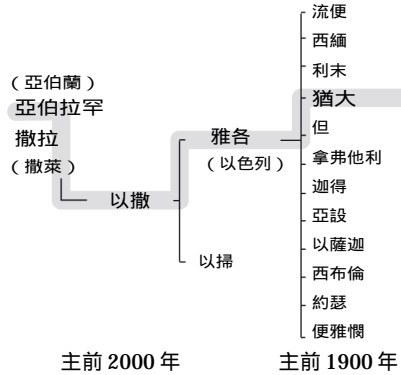 （亞伯蘭）
亞伯拉罕
撒拉
（撒萊）
以撒
雅各
（以色列）
以掃
流便
西緬
利末
猶大
但
拿弗他利
迦得
亞設
以薩迦
西布倫
約瑟
便雅憫
主前 2000 年
主前 1900 年